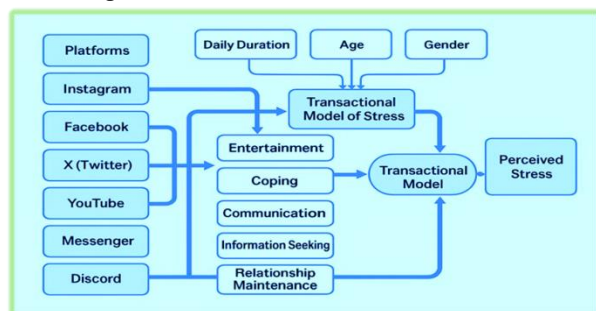 Platforms
Instagram
Facebook
X (Twitter)
YouTube
Messenger
Discord
Daily Duration
Age
Gender
Transactional
Model of Stress
Entertainment
Coping
Communication
Information Seeking
Relationship
Maintenance
Transactional
Model
Perceived
Stress